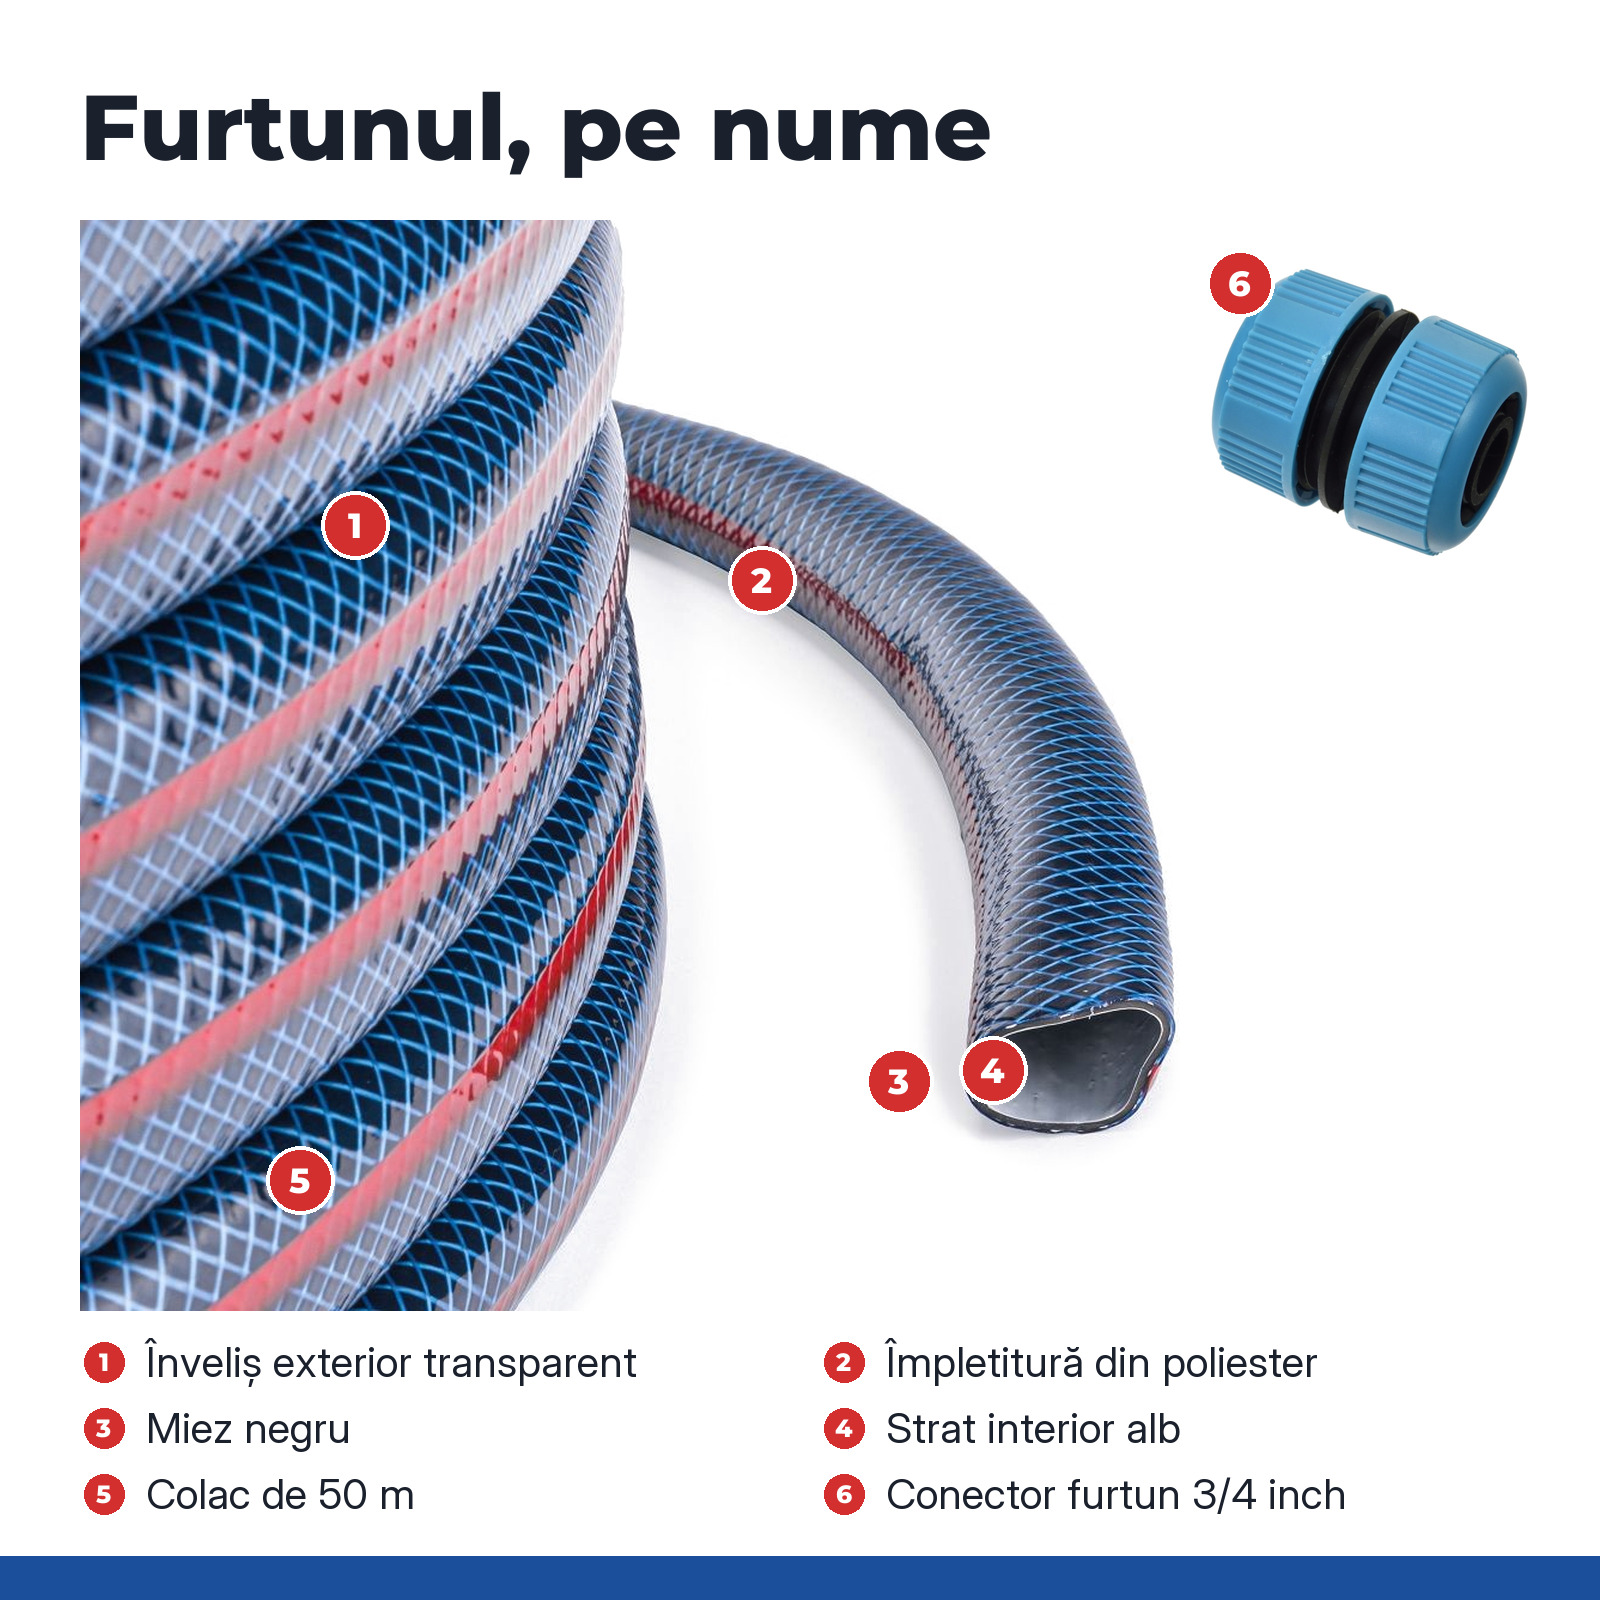 Furtunul, pe nume
6
1
2
3
4
5
1 Înveliș exterior transparent
2 Împletitură din poliester
3 Miez negru
4 Strat interior alb
5 Colac de 50 m
6 Conector furtun 3/4 inch